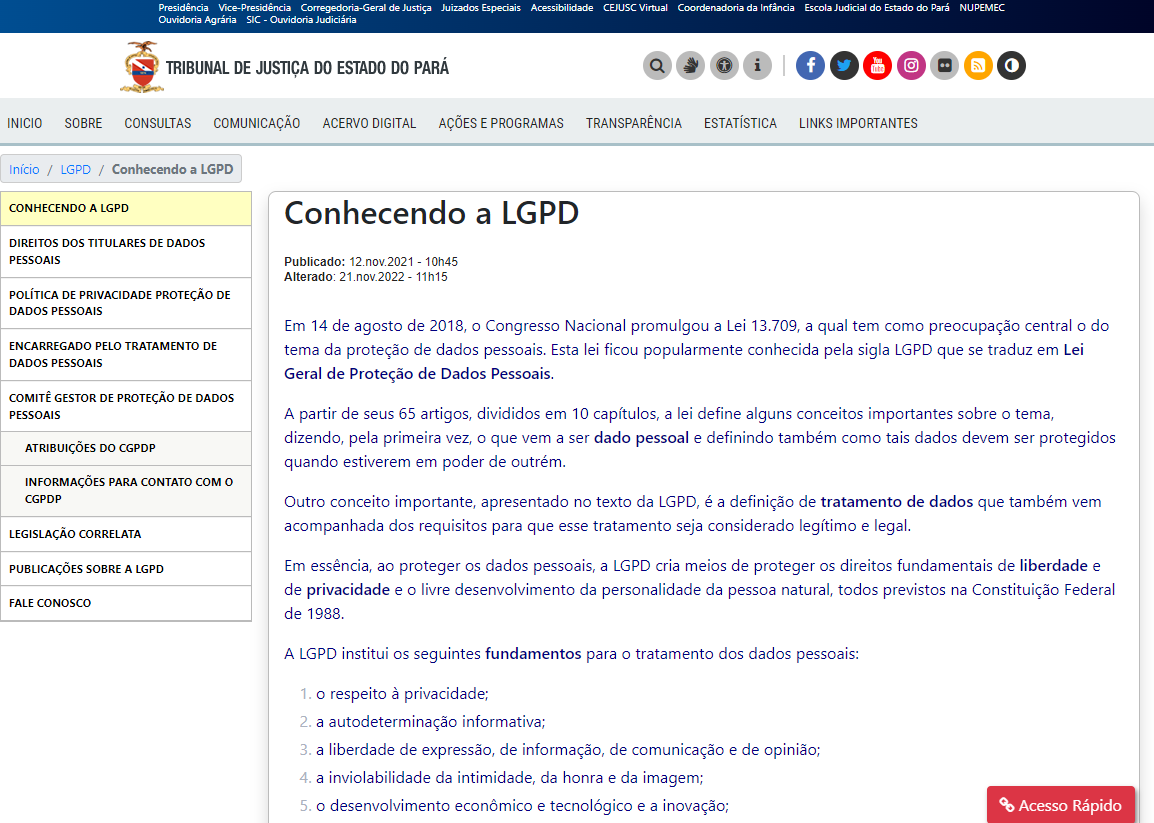 Presidência Vice-Presidência Corregedoria-Geral de Justiça Juizados Especiais Acessibilidade CEJUSC Virtual Coordenadoria da Infância Escola Judicial do Estado do Pará NUPEMEC
Ouvidoria Agrária SIC - Ouvidoria Judiciária
TRIBUNAL DE JUSTIÇA DO ESTADO DO PARÁ
INICIO SOBRE CONSULTAS COMUNICAÇÃO ACERVO DIGITAL AÇÕES E PROGRAMAS TRANSPARÊNCIA ESTATÍSTICA LINKS IMPORTANTES
Início / LGPD / Conhecendo a LGPD
CONHECENDO A LGPD
DIREITOS DOS TITULARES DE DADOS
PESSOAIS
POLÍTICA DE PRIVACIDADE PROTEÇÃO DE
DADOS PESSOAIS
ENCARREGADO PELO TRATAMENTO DE
DADOS PESSOAIS
COMITÊ GESTOR DE PROTEÇÃO DE DADOS
PESSOAIS
ATRIBUIÇÕES DO CGPDP
INFORMAÇÕES PARA CONTATO COM O
CGPDP
LEGISLAÇÃO CORRELATA
PUBLICAÇÕES SOBRE A LGPD
FALE CONOSCO
Conhecendo a LGPD
Publicado: 12.nov.2021 - 10h45
Alterado: 21.nov.2022 - 11h15
Em 14 de agosto de 2018, o Congresso Nacional promulgou a Lei 13.709, a qual tem como preocupação central o do
tema da proteção de dados pessoais. Esta lei ficou popularmente conhecida pela sigla LGPD que se traduz em Lei
Geral de Proteção de Dados Pessoais.
A partir de seus 65 artigos, divididos em 10 capítulos, a lei define alguns conceitos importantes sobre o tema,
dizendo, pela primeira vez, o que vem a ser dado pessoal e definindo também como tais dados devem ser protegidos
quando estiverem em poder de outrém.
Outro conceito importante, apresentado no texto da LGPD, é a definição de tratamento de dados que também vem
acompanhada dos requisitos para que esse tratamento seja considerado legítimo e legal.
Em essência, ao proteger os dados pessoais, a LGPD cria meios de proteger os direitos fundamentais de liberdade e
de privacidade e o livre desenvolvimento da personalidade da pessoa natural, todos previstos na Constituição Federal
de 1988.
A LGPD institui os seguintes fundamentos para o tratamento dos dados pessoais:
1. o respeito à privacidade;
2. a autodeterminação informativa;
3. a liberdade de expressão, de informação, de comunicação e de opinião;
4. a inviolabilidade da intimidade, da honra e da imagem;
5. o desenvolvimento econômico e tecnológico e a inovação;
Acesso Rápido